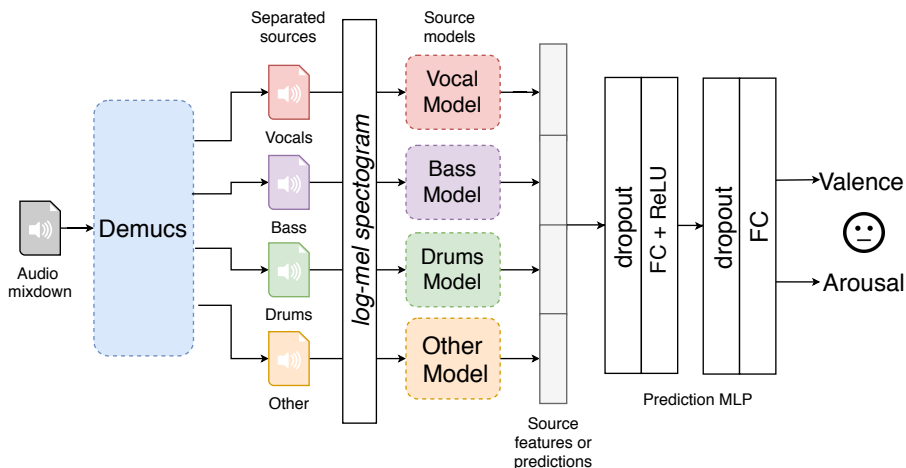 Separated
sources
Source
models
Vocals
Vocal
Model
Bass
Bass
Model
Demucs
Audio
mixdown
log-mel spectogram
Drums
Drums
Model
Other
Other
Model
Source
features or
predictions
dropout
FC + ReLU
dropout
FC
Prediction MLP
Valence
Arousal